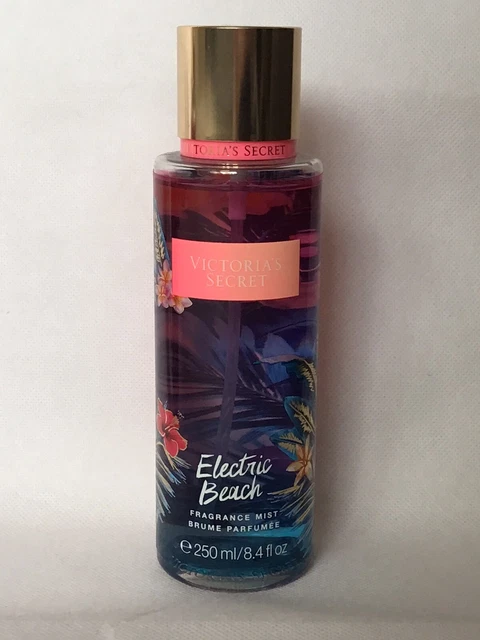 TORIA'S SECRET
VICTORIA'S
SECRET
Electric
Beach
FRAGRANCE MIST
BRUME PARFUMÉE
℮ 250 ml/8.4 fl oz